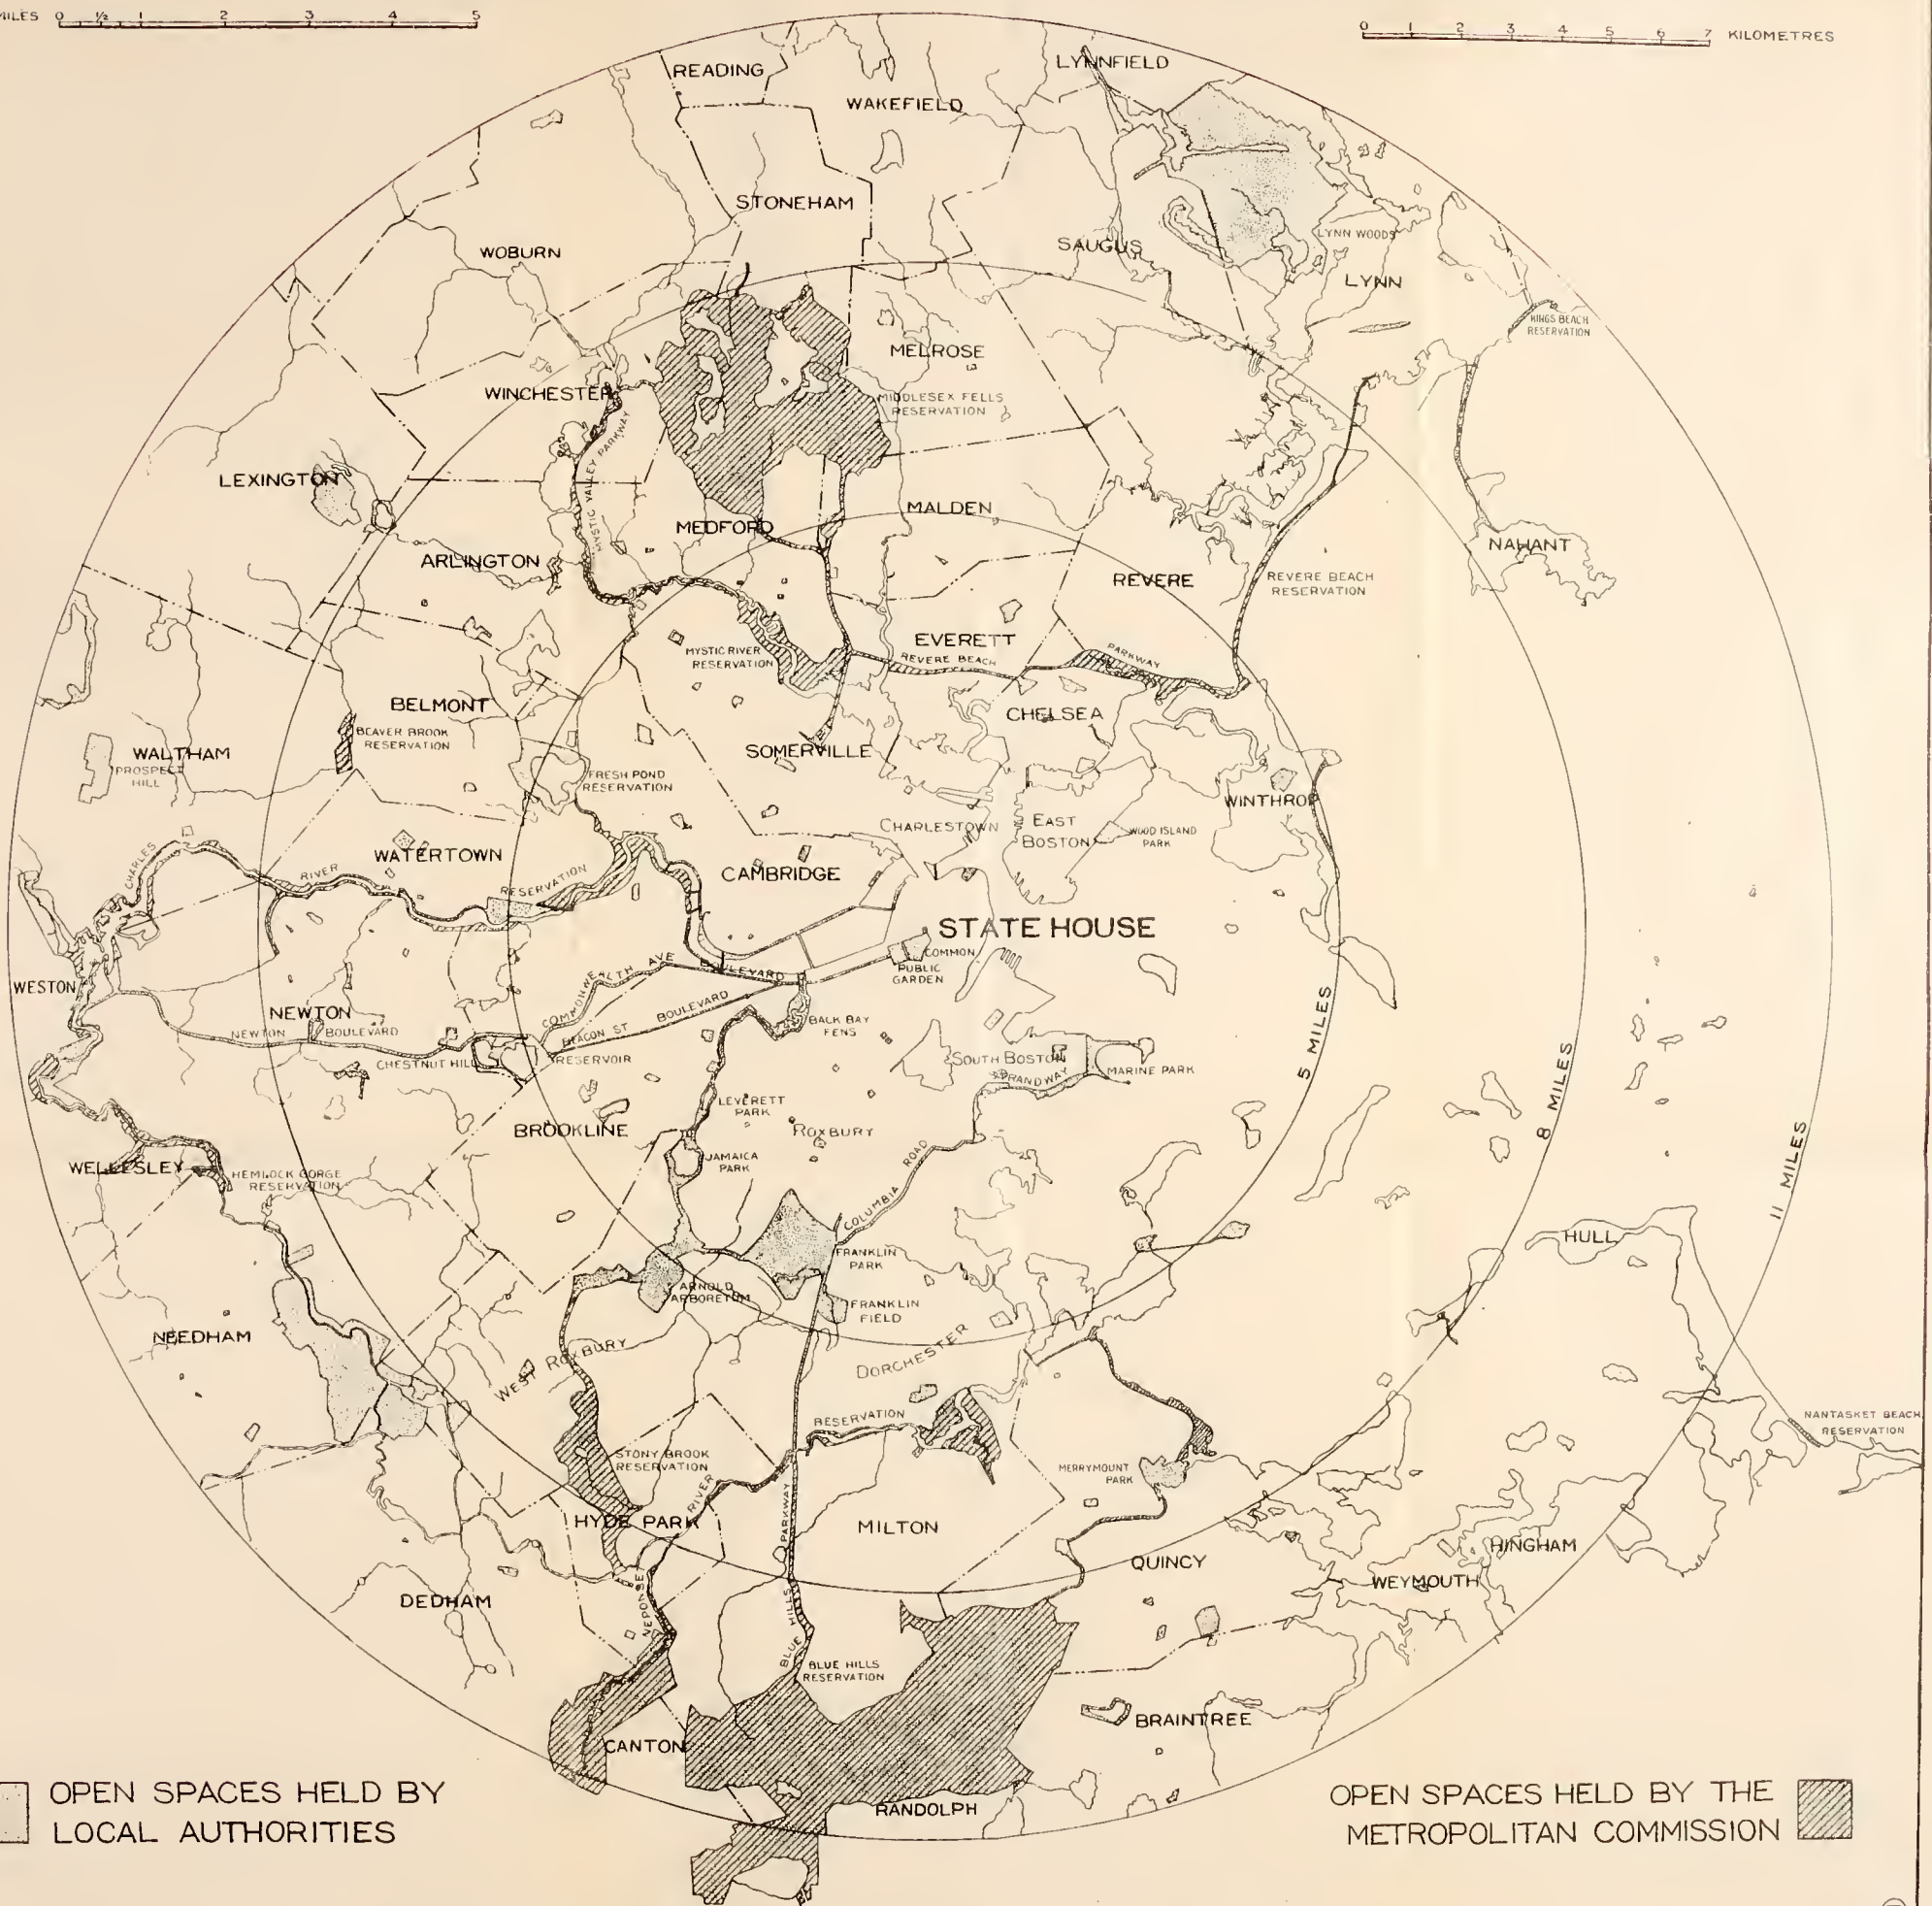 MILES 0 ½ 1 2 3 4 5
0 1 2 3 4 5 6 7 KILOMETRES
READING
LYNNFIELD
WAKEFIELD
STONEHAM
WOBURN
SAUGUS
LYNN WOODS
LYNN
KINGS BEACH
RESERVATION
MELROSE
WINCHESTER
MIDDLESEX FELLS
RESERVATION
MYSTIC VALLEY PARKWAY
LEXINGTON
MALDEN
MEDFORD
NAHANT
ARLINGTON
REVERE
REVERE BEACH
RESERVATION
EVERETT
MYSTIC RIVER
RESERVATION
REVERE BEACH
PARKWAY
BELMONT
CHELSEA
BEAVER BROOK
RESERVATION
WALTHAM
SOMERVILLE
PROSPECT
HILL
FRESH POND
RESERVATION
WINTHROP
CHARLESTOWN
EAST
BOSTON
WOOD ISLAND
PARK
WATERTOWN
CAMBRIDGE
CHARLES
RIVER
RESERVATION
STATE HOUSE
COMMON
PUBLIC
GARDEN
COMMONWEALTH AVE
BOULEVARD
WESTON
NEWTON
NEWTON BOULEVARD
BEACON ST BOULEVARD
BACK BAY
FENS
CHESTNUT HILL
RESERVOIR
SOUTH BOSTON
STRANDWAY
MARINE PARK
5 MILES
8 MILES
11 MILES
LEVERETT
PARK
BROOKLINE
ROXBURY
JAMAICA
PARK
WELLESLEY
HEMLOCK GORGE
RESERVATION
COLUMBIA ROAD
HULL
FRANKLIN
PARK
ARNOLD
ARBORETUM
FRANKLIN
FIELD
NEEDHAM
WEST ROXBURY
DORCHESTER
RESERVATION
NANTASKET BEACH
RESERVATION
STONY BROOK
RESERVATION
MERRYMOUNT
PARK
RIVER
HYDE PARK
PARKWAY
MILTON
QUINCY
HINGHAM
WEYMOUTH
DEDHAM
NEPONSET
BLUE HILLS
BLUE HILLS
RESERVATION
BRAINTREE
CANTON
RANDOLPH
OPEN SPACES HELD BY
LOCAL AUTHORITIES
OPEN SPACES HELD BY THE
METROPOLITAN COMMISSION